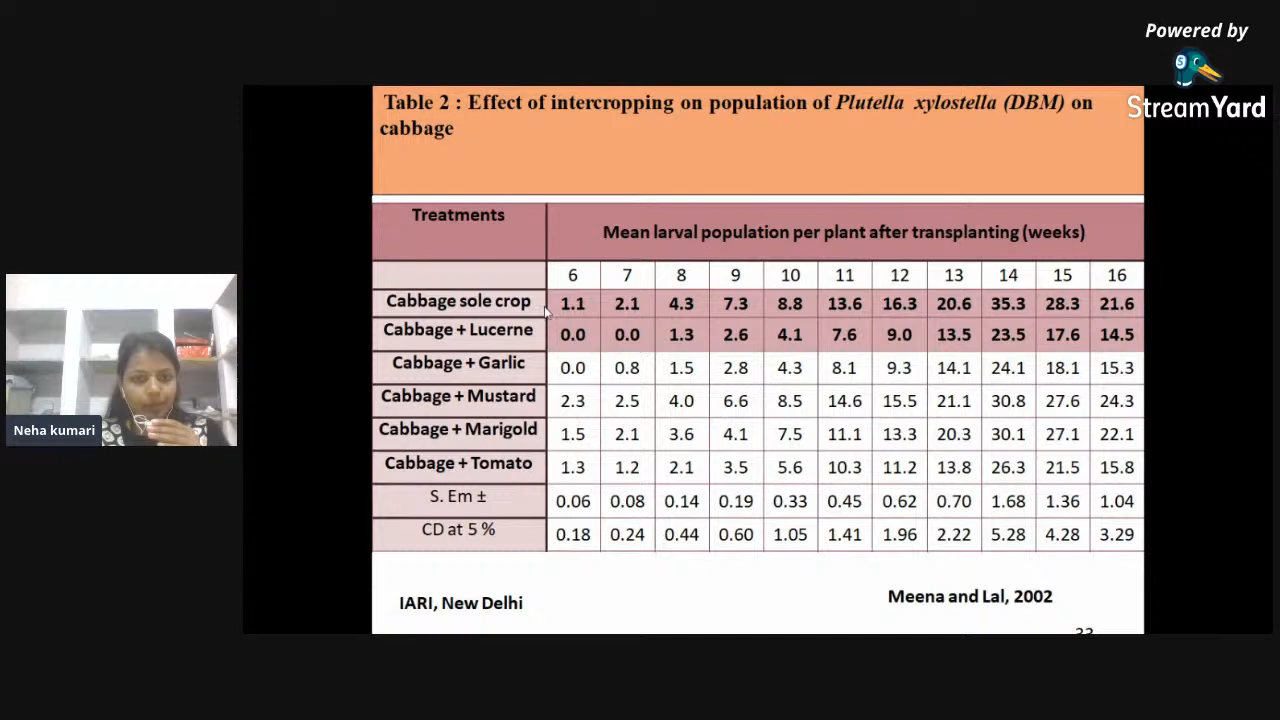 Powered by
S
StreamYard
Table 2 : Effect of intercropping on population of Plutella xylostella (DBM) on
cabbage
Treatments Mean larval population per plant after transplanting (weeks)
6 7 8 9 10 11 12 13 14 15 16
Cabbage sole crop 1.1 2.1 4.3 7.3 8.8 13.6 16.3 20.6 35.3 28.3 21.6
Cabbage + Lucerne 0.0 0.0 1.3 2.6 4.1 7.6 9.0 13.5 23.5 17.6 14.5
Cabbage + Garlic 0.0 0.8 1.5 2.8 4.3 8.1 9.3 14.1 24.1 18.1 15.3
Cabbage + Mustard 2.3 2.5 4.0 6.6 8.5 14.6 15.5 21.1 30.8 27.6 24.3
Cabbage + Marigold 1.5 2.1 3.6 4.1 7.5 11.1 13.3 20.3 30.1 27.1 22.1
Cabbage + Tomato 1.3 1.2 2.1 3.5 5.6 10.3 11.2 13.8 26.3 21.5 15.8
S. Em ± 0.06 0.08 0.14 0.19 0.33 0.45 0.62 0.70 1.68 1.36 1.04
CD at 5 % 0.18 0.24 0.44 0.60 1.05 1.41 1.96 2.22 5.28 4.28 3.29
IARI, New Delhi
Meena and Lal, 2002
Neha kumari